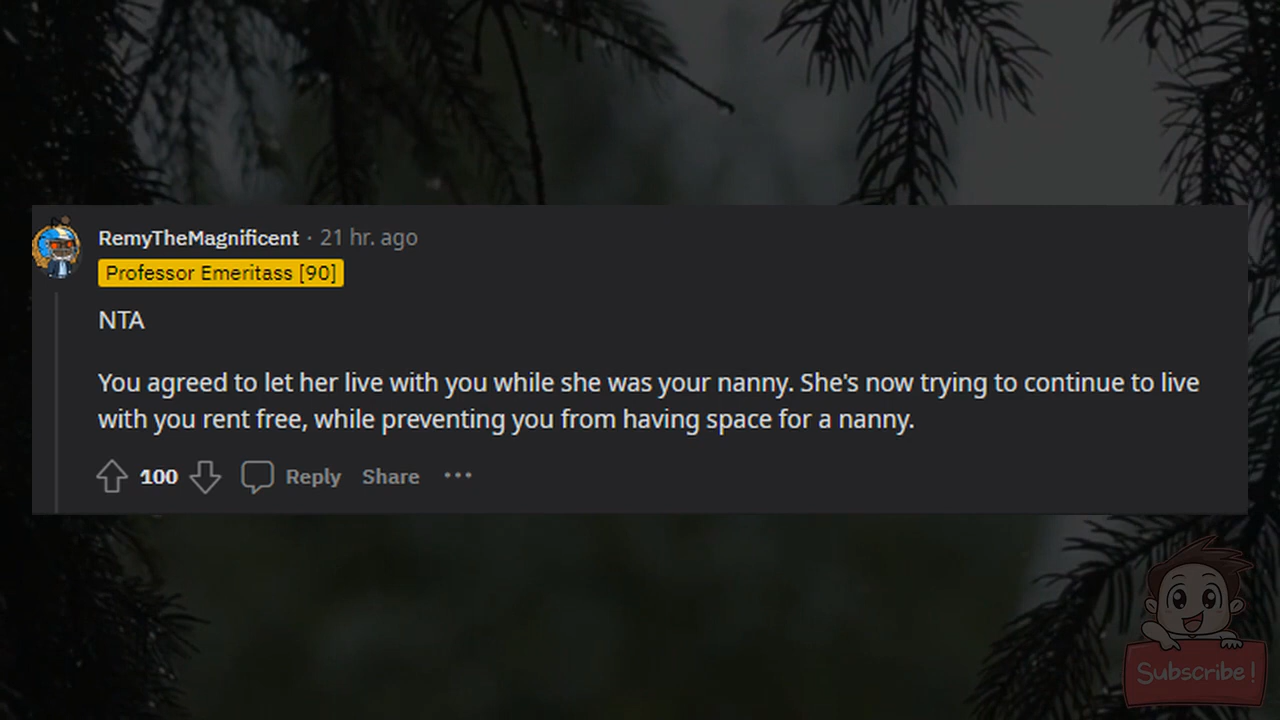 RemyTheMagnificent · 21 hr. ago
Professor Emeritass [90]
NTA
You agreed to let her live with you while she was your nanny. She's now trying to continue to live
with you rent free, while preventing you from having space for a nanny.
100 Reply Share ···
Subscribe!